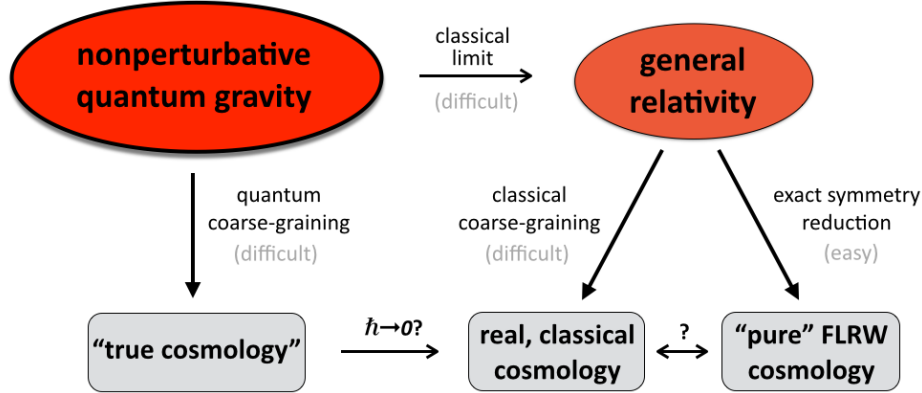 nonperturbative
quantum gravity
classical
limit
(difficult)
general
relativity
quantum
coarse-graining
(difficult)
classical
coarse-graining
(difficult)
exact symmetry
reduction
(easy)
"true cosmology"
ℏ→0?
real, classical
cosmology
?
"pure" FLRW
cosmology